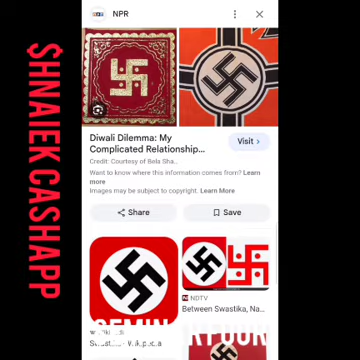 NPR
$HNAIEK CASHAPP
Diwali Dilemma: My
Complicated Relationship...
Visit >
Credit: Courtesy of Bela Sha...
Want to know where this information comes from? Learn
more
Images may be subject to copyright. Learn More
Share
Save
NDTV
Between Swastika, Na...